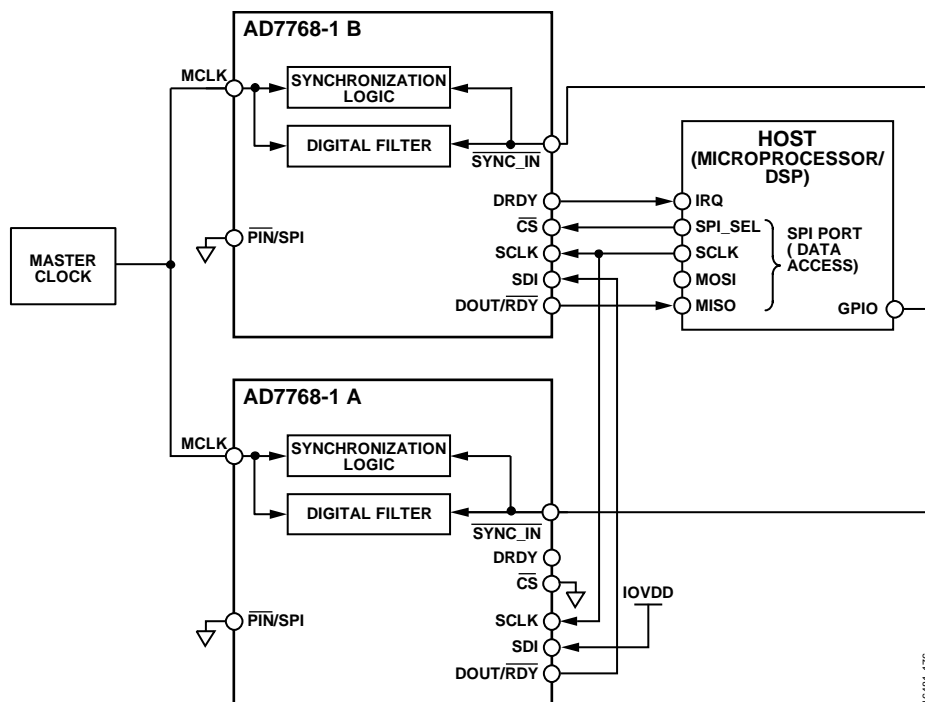 AD7768-1 B
MCLK
SYNCHRONIZATION
LOGIC
DIGITAL FILTER
SYNC_IN
DRDY
CS
SCLK
SDI
DOUT/RDY
PIN/SPI
MASTER
CLOCK
HOST
(MICROPROCESSOR/
DSP)
IRQ
SPI_SEL
SCLK
MOSI
MISO
SPI PORT
( DATA
ACCESS)
GPIO
AD7768-1 A
MCLK
SYNCHRONIZATION
LOGIC
DIGITAL FILTER
SYNC_IN
DRDY
CS
IOVDD
SCLK
SDI
DOUT/RDY
PIN/SPI